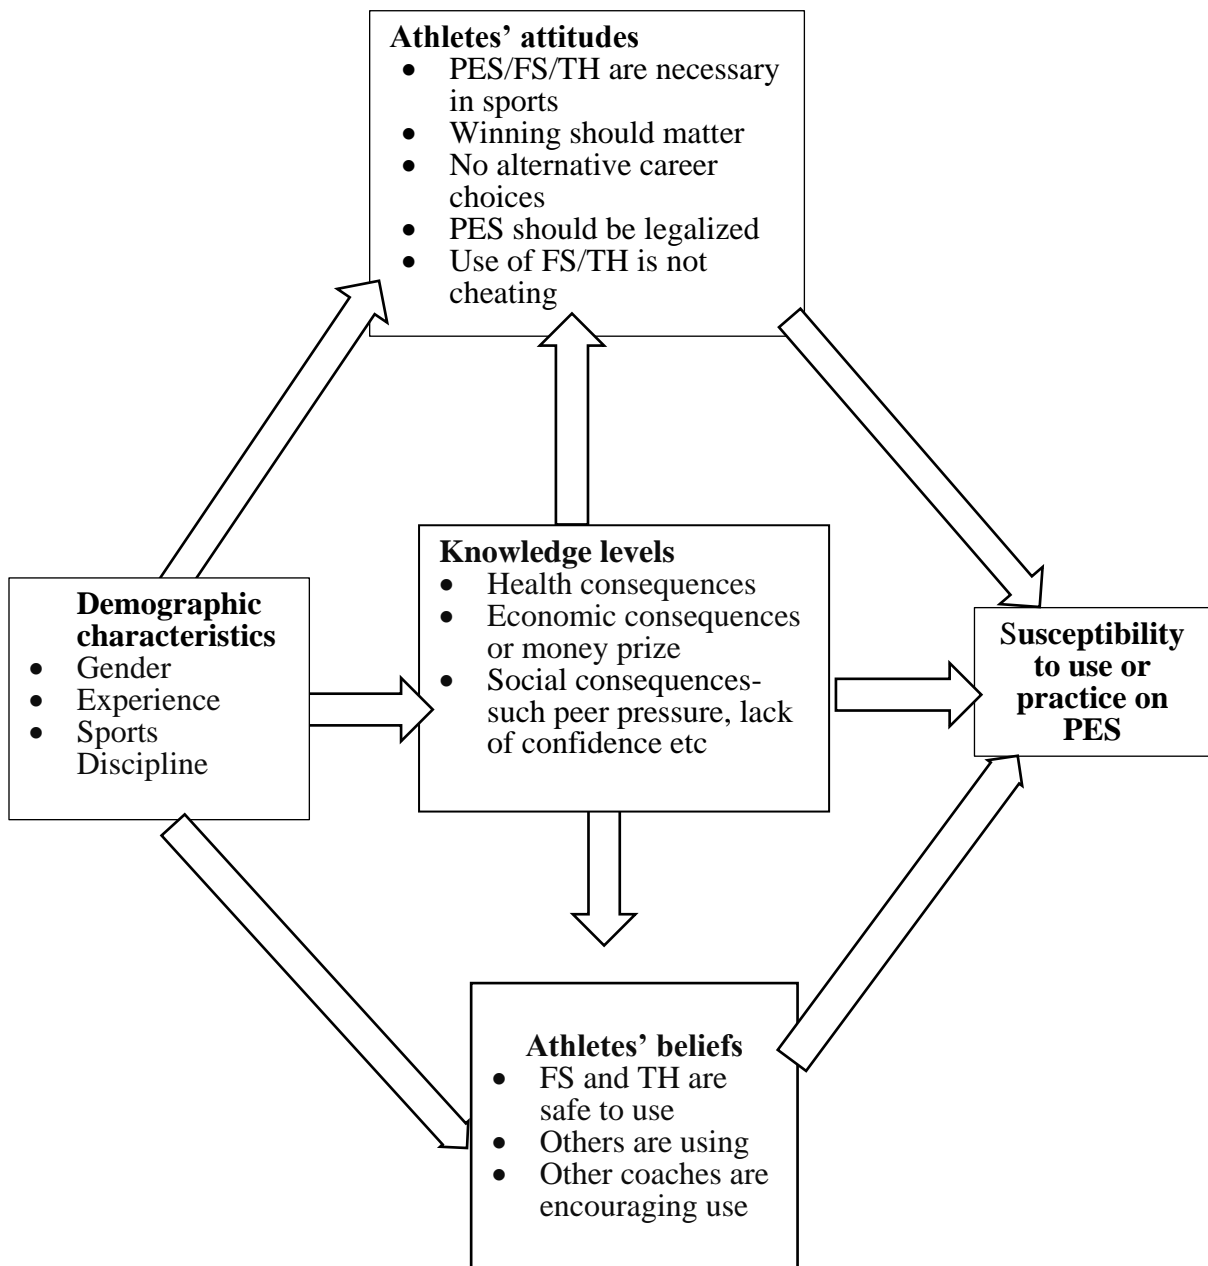 Athletes’ attitudes
• PES/FS/TH are necessary
in sports
• Winning should matter
• No alternative career
choices
• PES should be legalized
• Use of FS/TH is not
cheating
Knowledge levels
• Health consequences
• Economic consequences
or money prize
• Social consequences-
such peer pressure, lack
of confidence etc
Demographic
characteristics
• Gender
• Experience
• Sports
Discipline
Susceptibility
to use or
practice on
PES
Athletes’ beliefs
• FS and TH are
safe to use
• Others are using
• Other coaches are
encouraging use